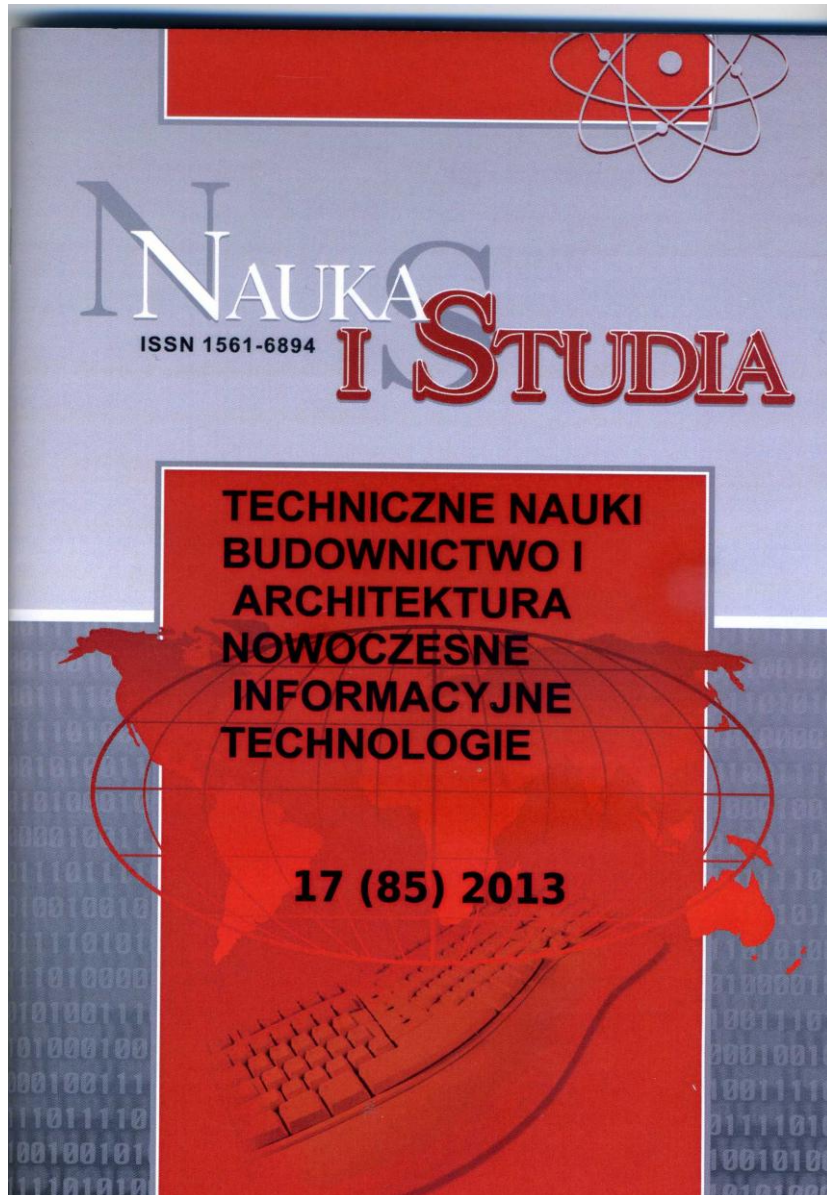 NAUKA
ISSN 1561-6894
I STUDIA
TECHNICZNE NAUKI
BUDOWNICTWO I
ARCHITEKTURA
NOWOCZESNE
INFORMACYJNE
TECHNOLOGIE
17 (85) 2013